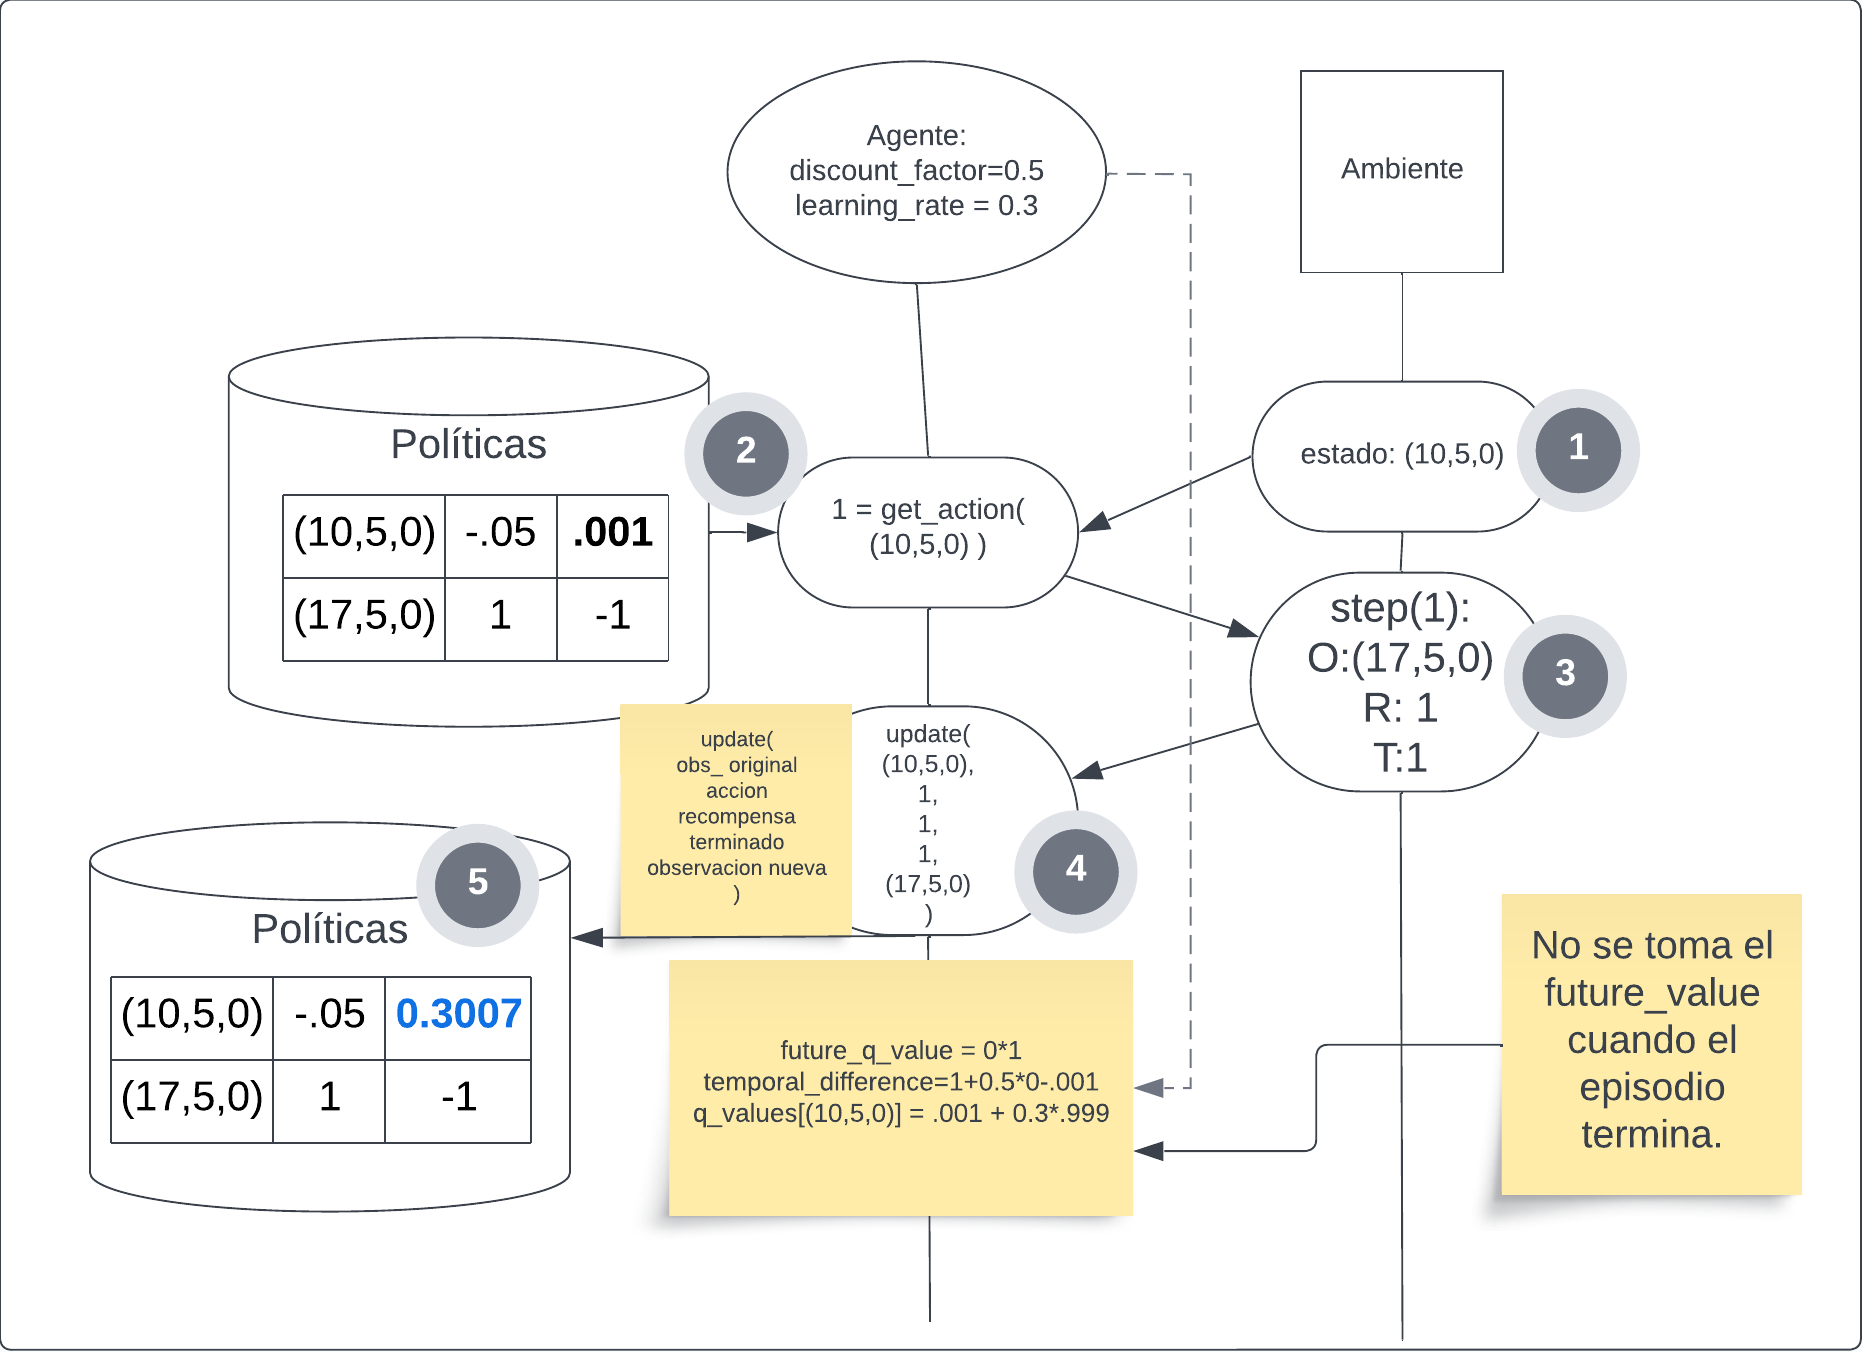 Agente:
discount_factor=0.5
learning_rate = 0.3
Ambiente
estado: (10,5,0)
1
Políticas
(10,5,0) -.05 .001
(17,5,0) 1 -1
2
1 = get_action(
(10,5,0) )
step(1):
O:(17,5,0)
R: 1
T:1
3
update(
obs_ original
accion
recompensa
terminado
observacion nueva
)
update(
(10,5,0),
1,
1,
1,
(17,5,0)
)
4
5
Políticas
(10,5,0) -.05 0.3007
(17,5,0) 1 -1
future_q_value = 0*1
temporal_difference=1+0.5*0-.001
q_values[(10,5,0)] = .001 + 0.3*.999
No se toma el
future_value
cuando el
episodio
termina.